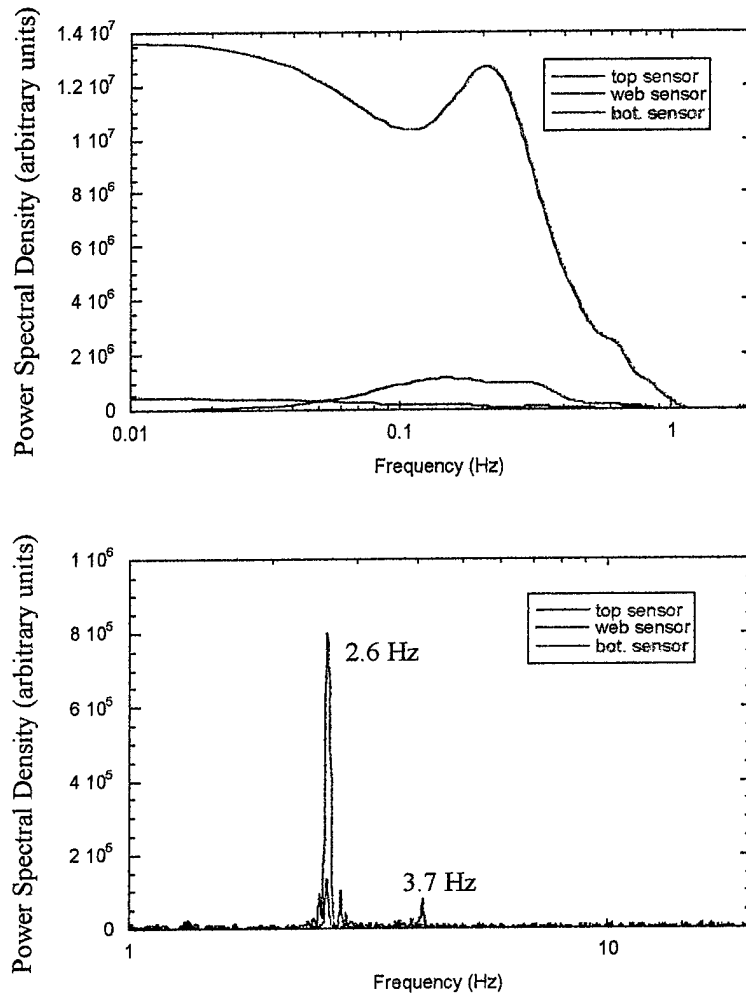 Power Spectral Density (arbitrary units)
1.4 10⁷
1.2 10⁷
1 10⁷
8 10⁶
6 10⁶
4 10⁶
2 10⁶
0
top sensor
web sensor
bot. sensor
0.01
0.1
1
Frequency (Hz)
Power Spectral Density (arbitrary units)
1 10⁶
8 10⁵
6 10⁵
4 10⁵
2 10⁶
0
top sensor
web sensor
bot. sensor
2.6 Hz
3.7 Hz
1
10
Frequency (Hz)